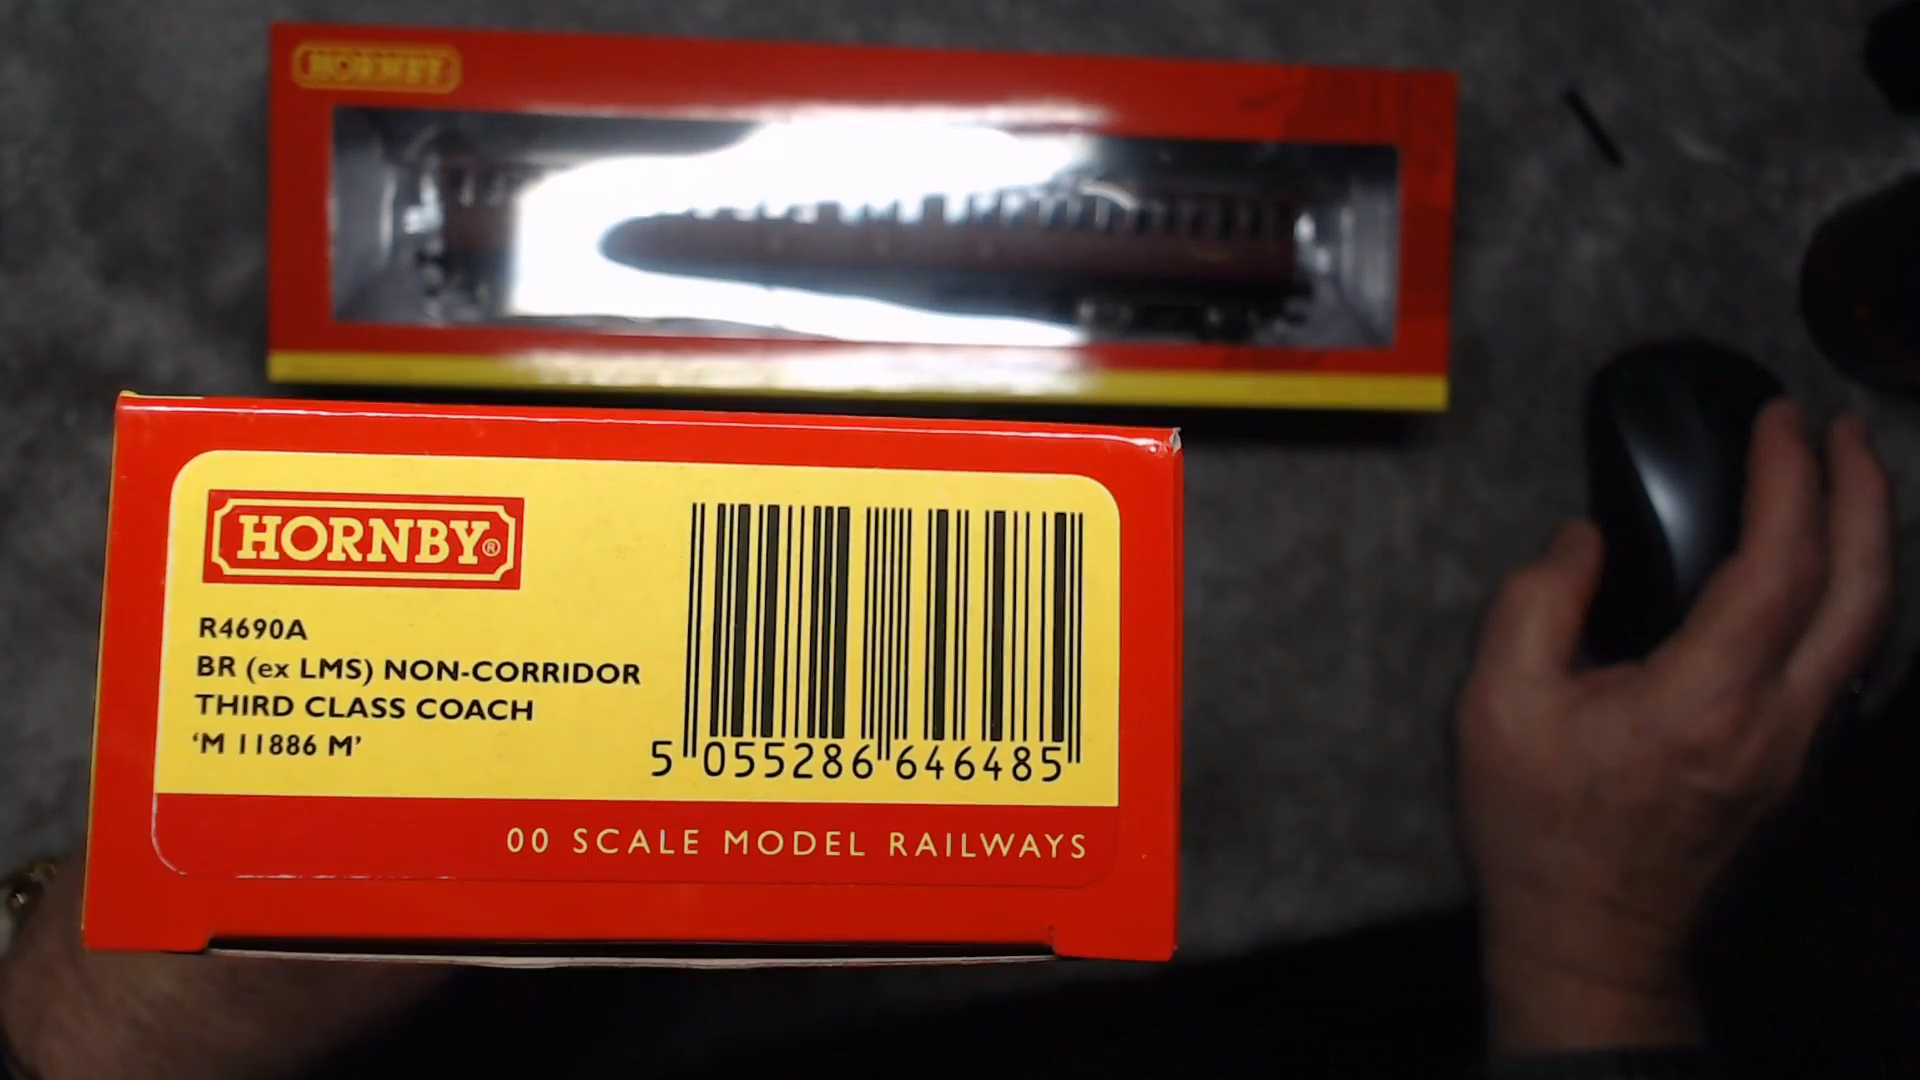 HORNBY
HORNBY®
R4690A
BR (ex LMS) NON-CORRIDOR
THIRD CLASS COACH
‘M 11886 M’
5 055286 646485
00 SCALE MODEL RAILWAYS